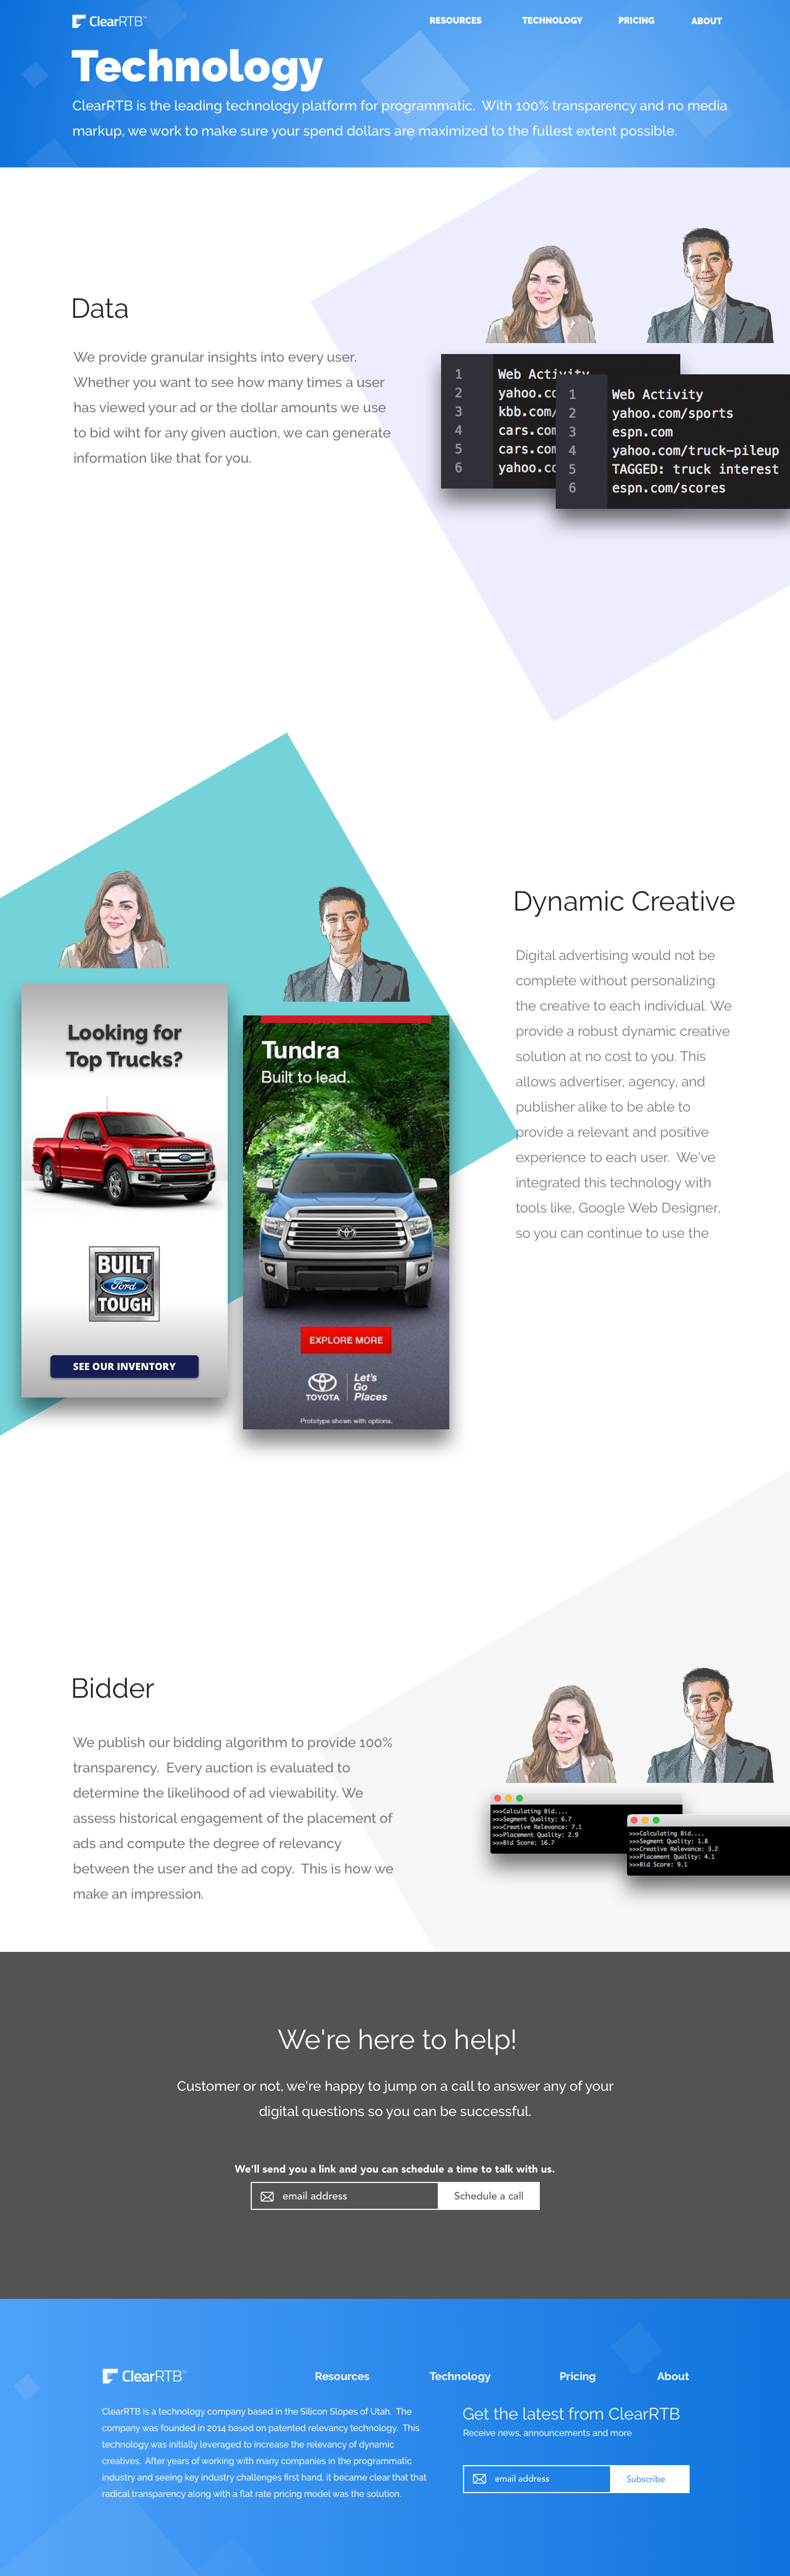 ClearRTB™
RESOURCES TECHNOLOGY PRICING ABOUT
Technology
ClearRTB is the leading technology platform for programmatic. With 100% transparency and no media
markup, we work to make sure your spend dollars are maximized to the fullest extent possible.
Data
We provide granular insights into every user.
Whether you want to see how many times a user
has viewed your ad or the dollar amounts we use
to bid wiht for any given auction, we can generate
information like that for you.
1 Web Activity
2 yahoo.co
3 kbb.com/
4 cars.com
5 cars.com
6 yahoo.co
1 Web Activity
2 yahoo.com/sports
3 espn.com
4 yahoo.com/truck-pileup
5 TAGGED: truck interest
6 espn.com/scores
Looking for
Top Trucks?
BUILT
Ford
TOUGH
SEE OUR INVENTORY
Tundra
Built to lead.
EXPLORE MORE
TOYOTA
Let's
Go
Places
Prototype shown with options.
Dynamic Creative
Digital advertising would not be
complete without personalizing
the creative to each individual. We
provide a robust dynamic creative
solution at no cost to you. This
allows advertiser, agency, and
publisher alike to be able to
provide a relevant and positive
experience to each user. We've
integrated this technology with
tools like, Google Web Designer,
so you can continue to use the
Bidder
We publish our bidding algorithm to provide 100%
transparency. Every auction is evaluated to
determine the likelihood of ad viewability. We
assess historical engagement of the placement of
ads and compute the degree of relevancy
between the user and the ad copy. This is how we
make an impression.
>>>Calculating Bid....
>>>Segment Quality: 6.7
>>>Creative Relevance: 7.1
>>>Placement Quality: 2.9
>>>Bid Score: 16.7
>>>Calculating Bid....
>>>Segment Quality: 1.8
>>>Creative Relevance: 3.2
>>>Placement Quality: 4.1
>>>Bid Score: 9.1
We're here to help!
Customer or not, we're happy to jump on a call to answer any of your
digital questions so you can be successful.
We'll send you a link and you can schedule a time to talk with us.
email address Schedule a call
ClearRTB™
Resources Technology Pricing About
ClearRTB is a technology company based in the Silicon Slopes of Utah. The
company was founded in 2014 based on patented relevancy technology. This
technology was initially leveraged to increase the relevancy of dynamic
creatives. After years of working with many companies in the programmatic
industry and seeing key industry challenges first hand, it became clear that that
radical transparency along with a flat rate pricing model was the solution.
Get the latest from ClearRTB
Receive news, announcements and more
email address Subscribe